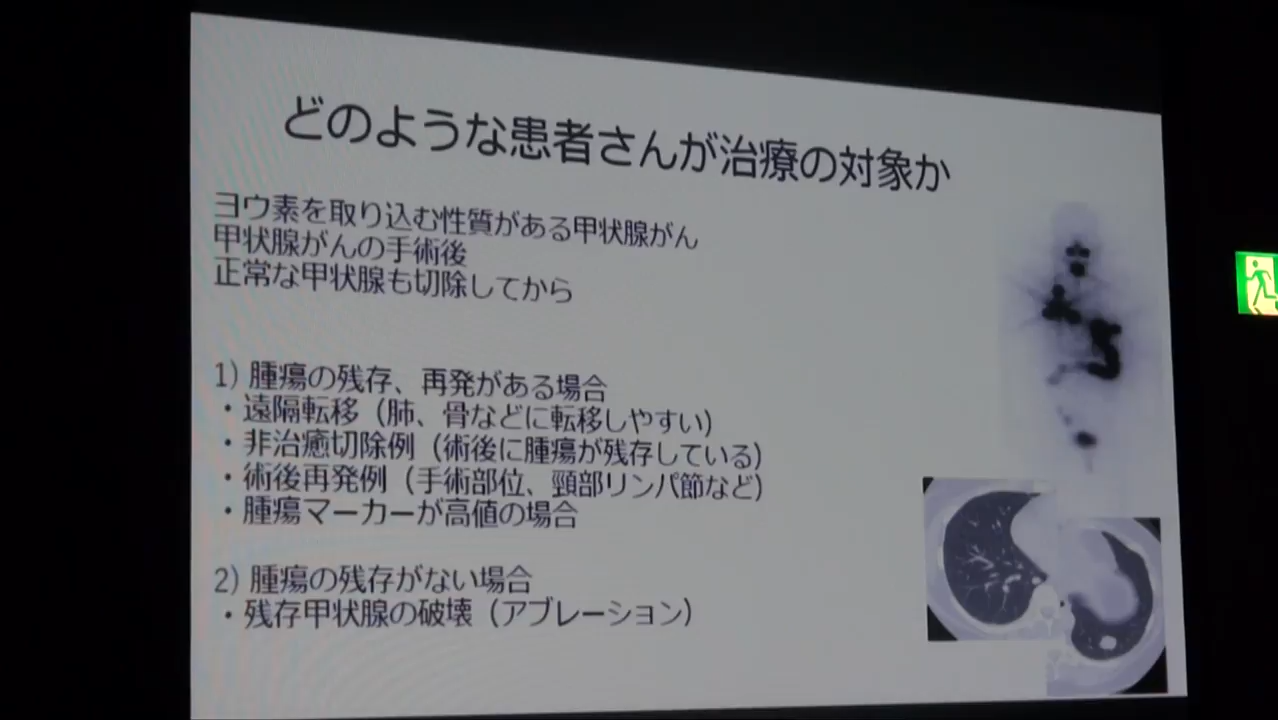 どのような患者さんが治療の対象か
ヨウ素を取り込む性質がある甲状腺がん
甲状腺がんの手術後
正常な甲状腺も切除してから
1) 腫瘍の残存、再発がある場合
・遠隔転移（肺、骨などに転移しやすい）
・非治癒切除例（術後に腫瘍が残存している）
・術後再発例（手術部位、頸部リンパ節など）
・腫瘍マーカーが高値の場合
2) 腫瘍の残存がない場合
・残存甲状腺の破壊（アブレーション）